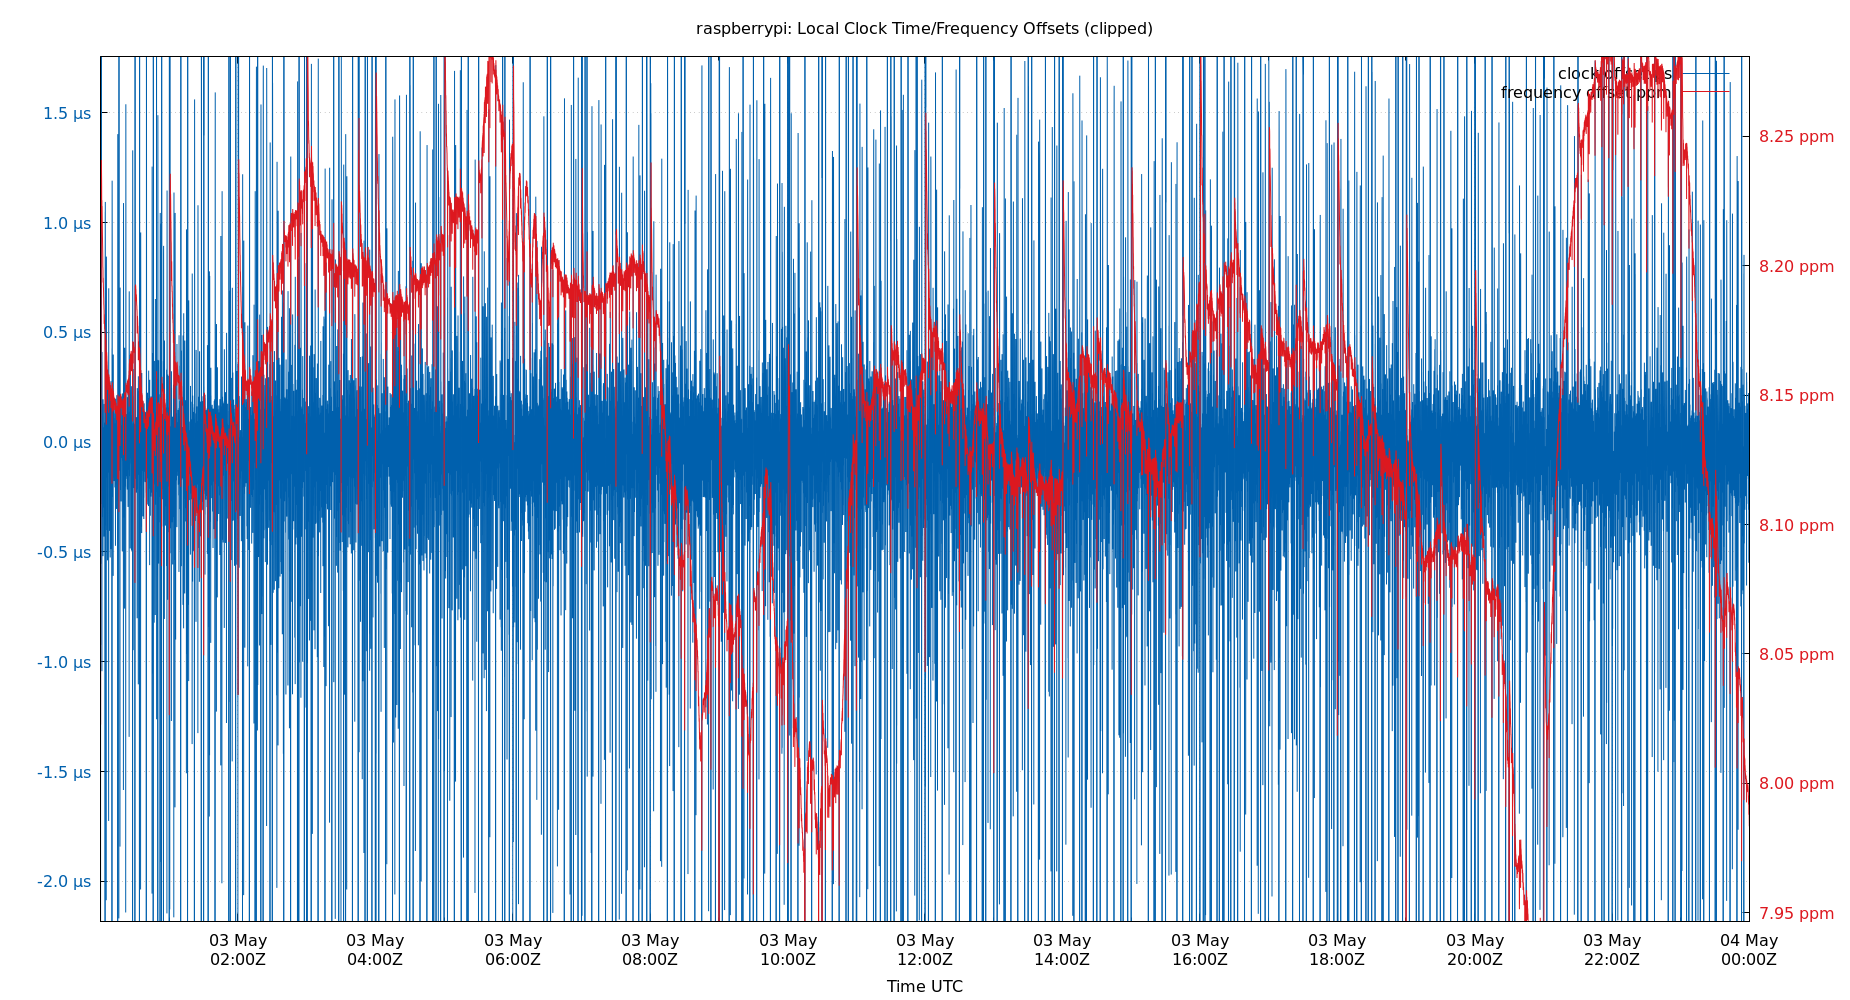 raspberrypi: Local Clock Time/Frequency Offsets (clipped)
clock offset µs
frequency offset ppm
1.5 µs
1.0 µs
0.5 µs
0.0 µs
-0.5 µs
-1.0 µs
-1.5 µs
-2.0 µs
8.25 ppm
8.20 ppm
8.15 ppm
8.10 ppm
8.05 ppm
8.00 ppm
7.95 ppm
03 May 02:00Z
03 May 04:00Z
03 May 06:00Z
03 May 08:00Z
03 May 10:00Z
03 May 12:00Z
03 May 14:00Z
03 May 16:00Z
03 May 18:00Z
03 May 20:00Z
03 May 22:00Z
04 May 00:00Z
Time UTC